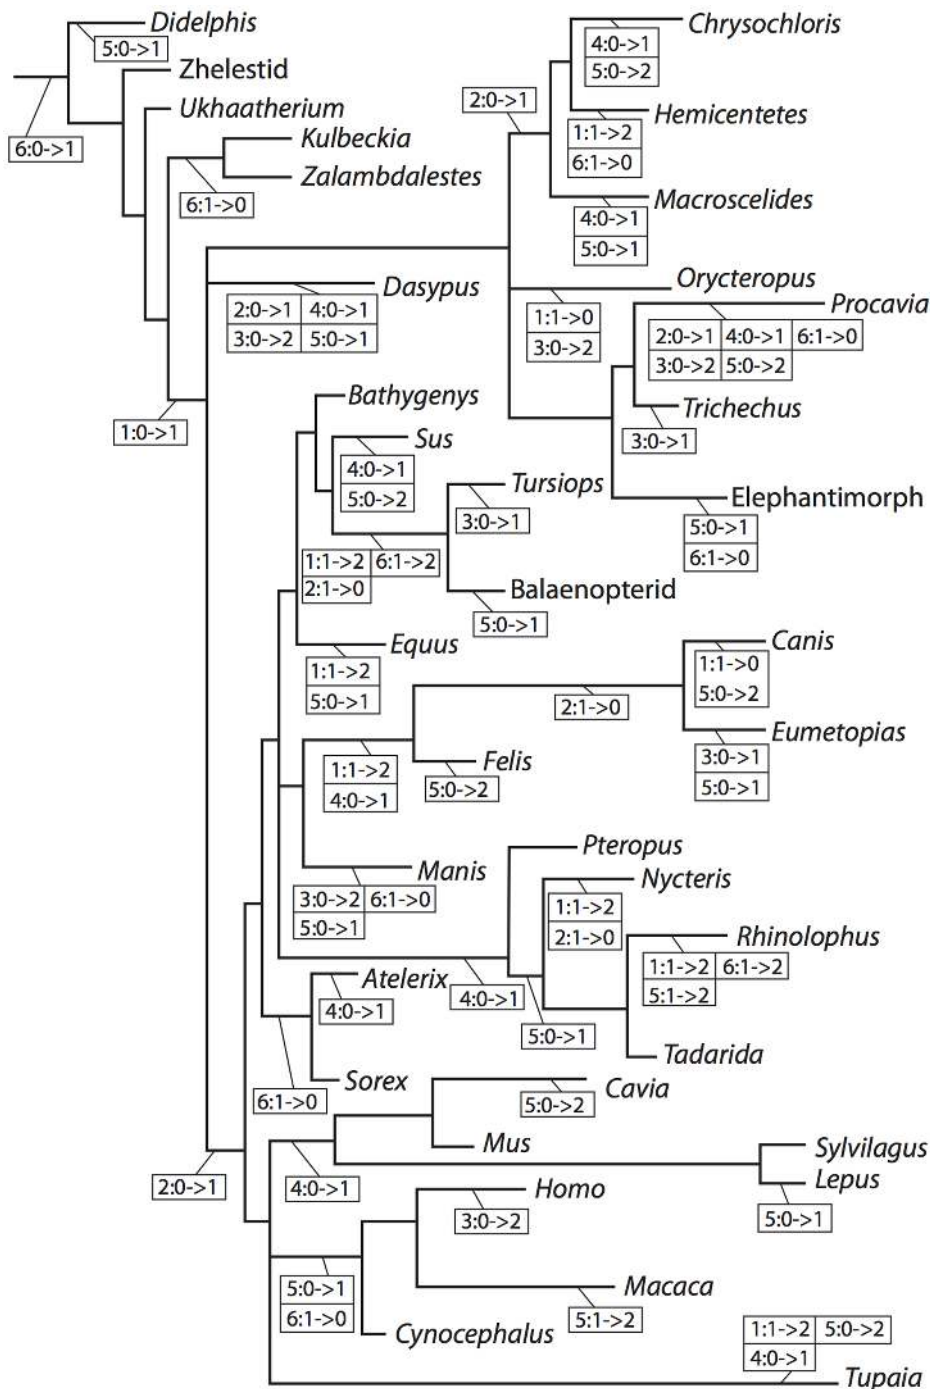 Didelphis
5:0->1
Zhelestid
Ukhaatherium
6:0->1
Kulbeckia
Zalambdalestes
6:1->0
Chrysochloris
4:0->1
5:0->2
2:0->1
Hemicentetes
1:1->2
6:1->0
Macroscelides
4:0->1
5:0->1
Dasypus
2:0->1 4:0->1
3:0->2 5:0->1
Orycteropus
1:1->0
3:0->2
Procavia
2:0->1 4:0->1 6:1->0
3:0->2 5:0->2
Trichechus
3:0->1
Elephantimorph
5:0->1
6:1->0
1:0->1
Bathygenys
Sus
4:0->1
5:0->2
Tursiops
3:0->1
1:1->2 6:1->2
2:1->0
Balaenopterid
5:0->1
Equus
1:1->2
5:0->1
Canis
1:1->0
5:0->2
2:1->0
Eumetopias
3:0->1
5:0->1
1:1->2
4:0->1
Felis
5:0->2
Manis
3:0->2 6:1->0
5:0->1
Pteropus
Nycteris
1:1->2
2:1->0
Rhinolophus
1:1->2 6:1->2
5:1->2
4:0->1
5:0->1
Tadarida
Atelerix
4:0->1
Sorex
6:1->0
Cavia
5:0->2
Mus
2:0->1
4:0->1
Sylvilagus
Lepus
5:0->1
Homo
3:0->2
Macaca
5:1->2
5:0->1
6:1->0
Cynocephalus
1:1->2 5:0->2
4:0->1
Tupaia